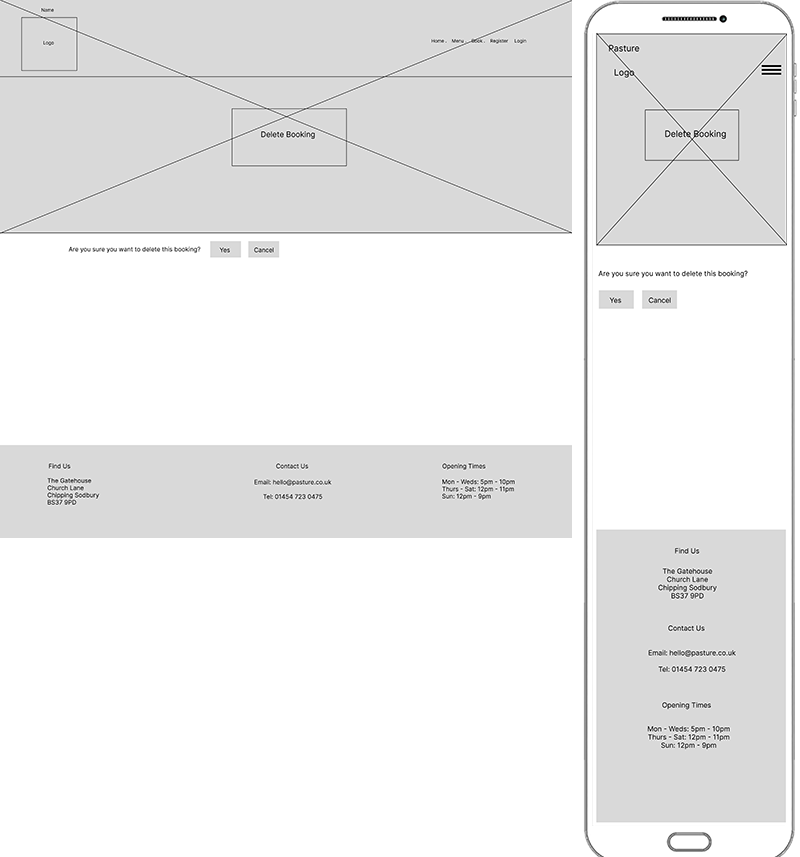 Name
Logo
Home . Menu . Book . Register Login
Delete Booking
Are you sure you want to delete this booking? Yes Cancel
Find Us
The Gatehouse
Church Lane
Chipping Sodbury
BS37 9PD
Contact Us
Email: hello@pasture.co.uk
Tel: 01454 723 0475
Opening Times
Mon - Weds: 5pm - 10pm
Thurs - Sat: 12pm - 11pm
Sun: 12pm - 9pm
Pasture
Logo
Delete Booking
Are you sure you want to delete this booking?
Yes Cancel
Find Us
The Gatehouse
Church Lane
Chipping Sodbury
BS37 9PD
Contact Us
Email: hello@pasture.co.uk
Tel: 01454 723 0475
Opening Times
Mon - Weds: 5pm - 10pm
Thurs - Sat: 12pm - 11pm
Sun: 12pm - 9pm